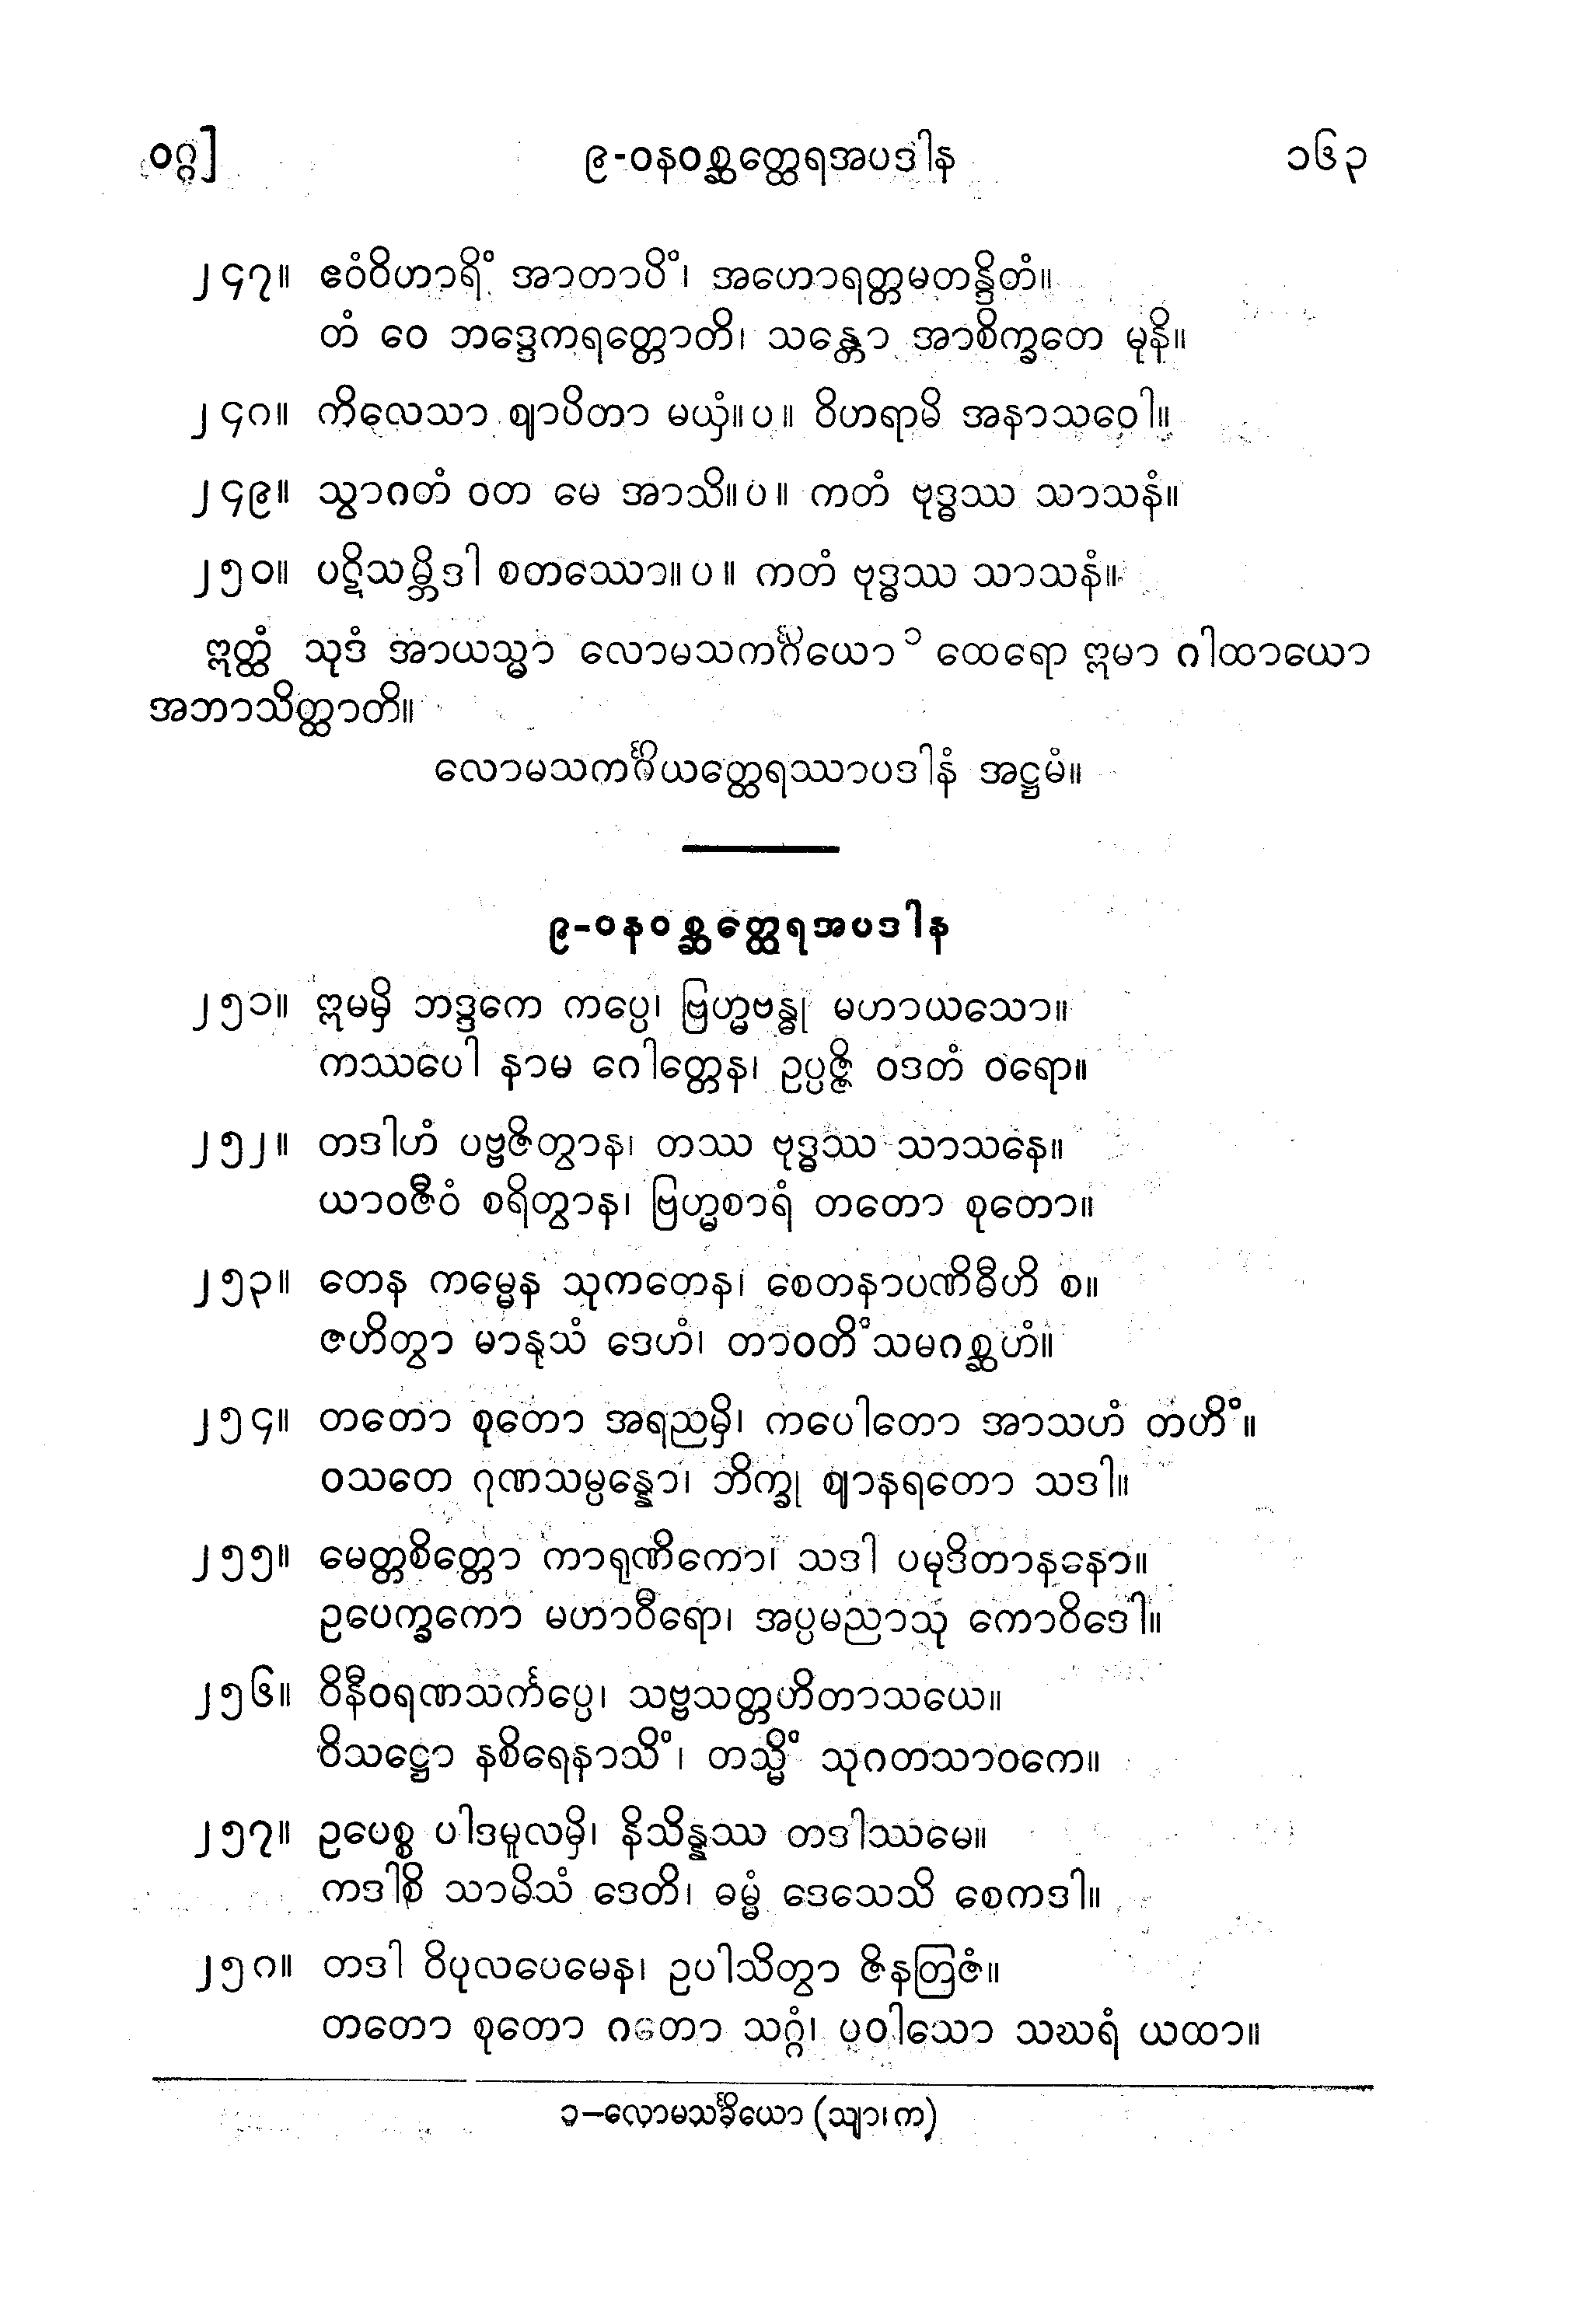 ဝဂ္ဂ] ၉-ဝနဝစ္ဆတ္ထေရအပဒါန ၁၆၃
၂၄၇။ ဧဝံဝိဟာရိံ အာတာပိံ၊ အဟောရတ္တမတန္ဒိတံ။
တံ ဝေ ဘဒ္ဒေကရတ္တောတိ၊ သန္တော အာစိက္ခတေ မုနိ။
၂၄၈။ ကိလေသာ ဈာပိတာ မယှံ။ပ။ ဝိဟရာမိ အနာသဝေါ။
၂၄၉။ သွာဂတံ ဝတ မေ အာသိ။ပ။ ကတံ ဗုဒ္ဓဿ သာသနံ။
၂၅၀။ ပဋိသမ္ဘိဒါ စတဿော။ပ။ ကတံ ဗုဒ္ဓဿ သာသနံ။
ဣတ္ထံ သုဒံ အာယသ္မာ လောမသကင်္ဂိယော ၁ ထေရော ဣမာ ဂါထာယော
အဘာသိတ္ထာတိ။
လောမသကင်္ဂိယတ္ထေရဿာပဒါနံ အဋ္ဌမံ။
၉-ဝနဝစ္ဆတ္ထေရအပဒါန
၂၅၁။ ဣမမှိ ဘဒ္ဒကေ ကပ္ပေ၊ ဗြဟ္မဗန္ဓု မဟာယသော။
ကဿပေါ နာမ ဂေါတ္တေန၊ ဥပ္ပဇ္ဇိ ဝဒတံ ဝရော။
၂၅၂။ တဒါဟံ ပဗ္ဗဇိတွာန၊ တဿ ဗုဒ္ဓဿ သာသနေ။
ယာဝဇီဝံ စရိတွာန၊ ဗြဟ္မစာရံ တတော စုတော။
၂၅၃။ တေန ကမ္မေန သုကတေန၊ စေတနာပဏိဓီဟိ စ။
ဇဟိတွာ မာနုသံ ဒေဟံ၊ တာဝတိံသမဂစ္ဆဟံ။
၂၅၄။ တတော စုတော အရညမှိ၊ ကပေါတော အာသဟံ တဟိံ။
ဝသတေ ဂုဏသမ္ပန္နော၊ ဘိက္ခု ဈာနရတော သဒါ။
၂၅၅။ မေတ္တစိတ္တော ကာရုဏိကော၊ သဒါ ပမုဒိတာနနော။
ဥပေက္ခကော မဟာဝီရော၊ အပ္ပမညာသု ကောဝိဒေါ။
၂၅၆။ ဝိနီဝရဏသင်္ကပ္ပေ၊ သဗ္ဗသတ္တဟိတာသယေ။
ဝိသဋ္ဌော နစိရေနာသိံ၊ တသ္မိံ သုဂတသာဝကေ။
၂၅၇။ ဥပေစ္စ ပါဒမူလမှိ၊ နိသိန္နဿ တဒါဿမေ။
ကဒါစိ သာမိသံ ဒေတိ၊ ဓမ္မံ ဒေသေသိ စေကဒါ။
၂၅၈။ တဒါ ဝိပုလပေမေန၊ ဥပါသိတွာ ဇိနတြဇံ။
တတော စုတော ဂတော သဂ္ဂံ၊ ပဝါသော သဃရံ ယထာ။
၁–လောမသင်္ခိယော (သျာ၊က)